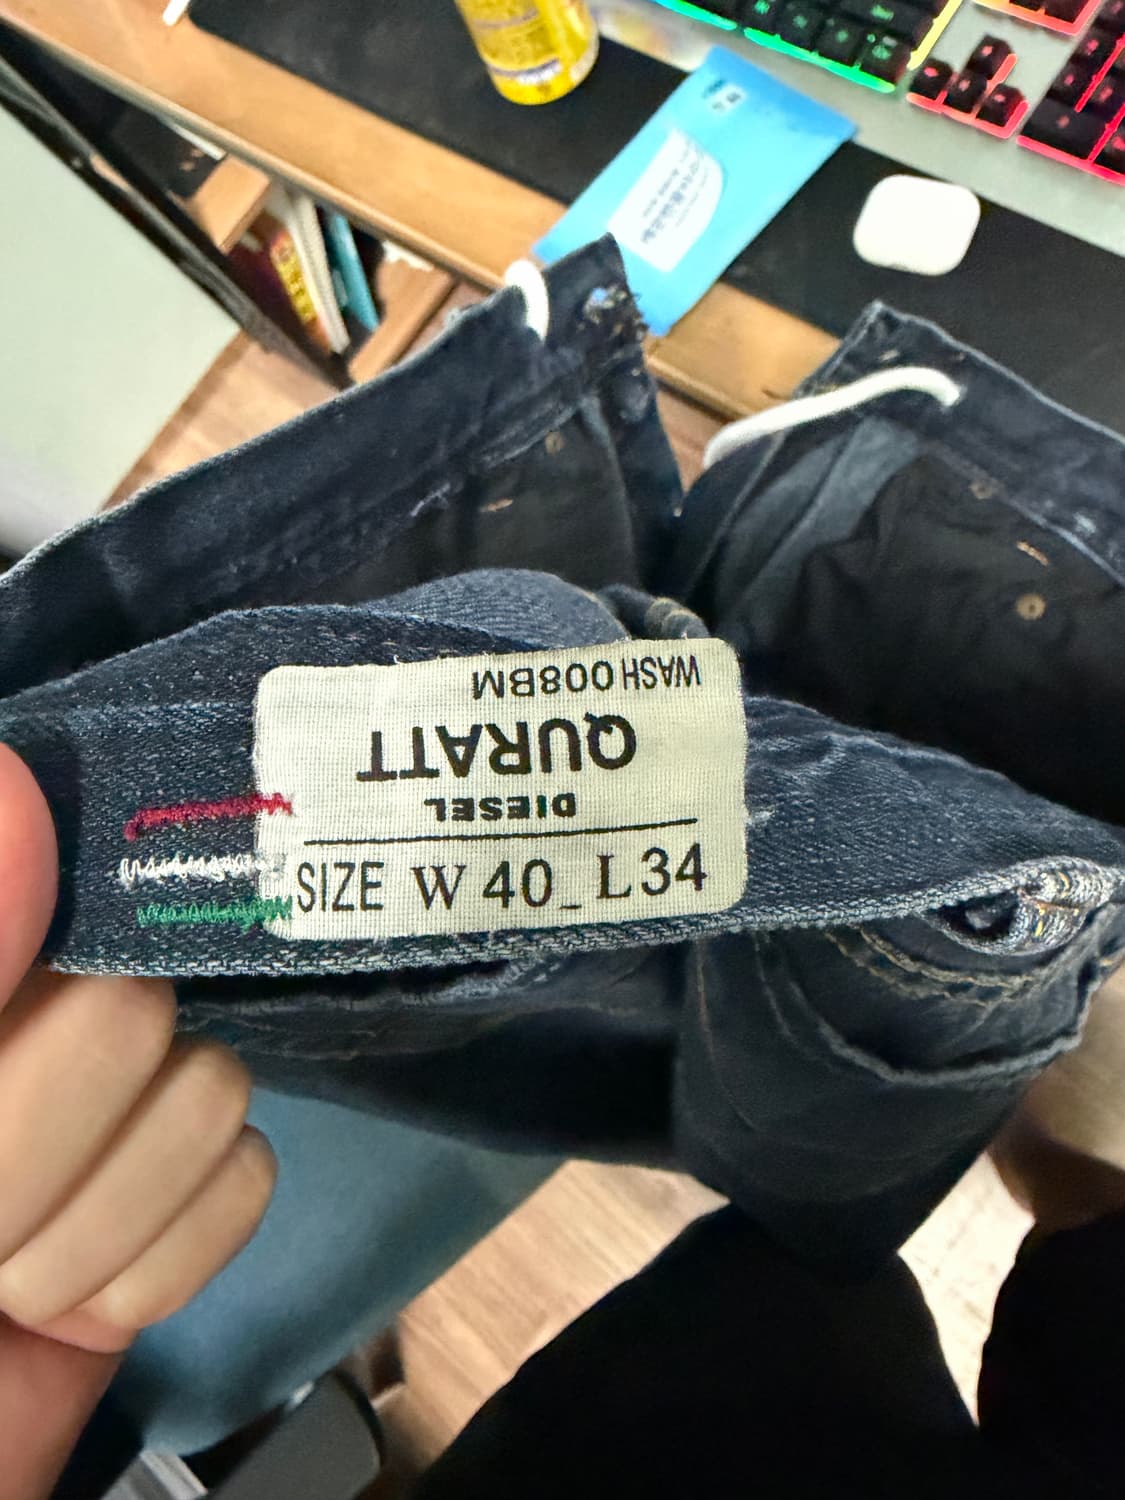 WASH 008BM
QURATT
DIESEL
SIZE W 40_L34